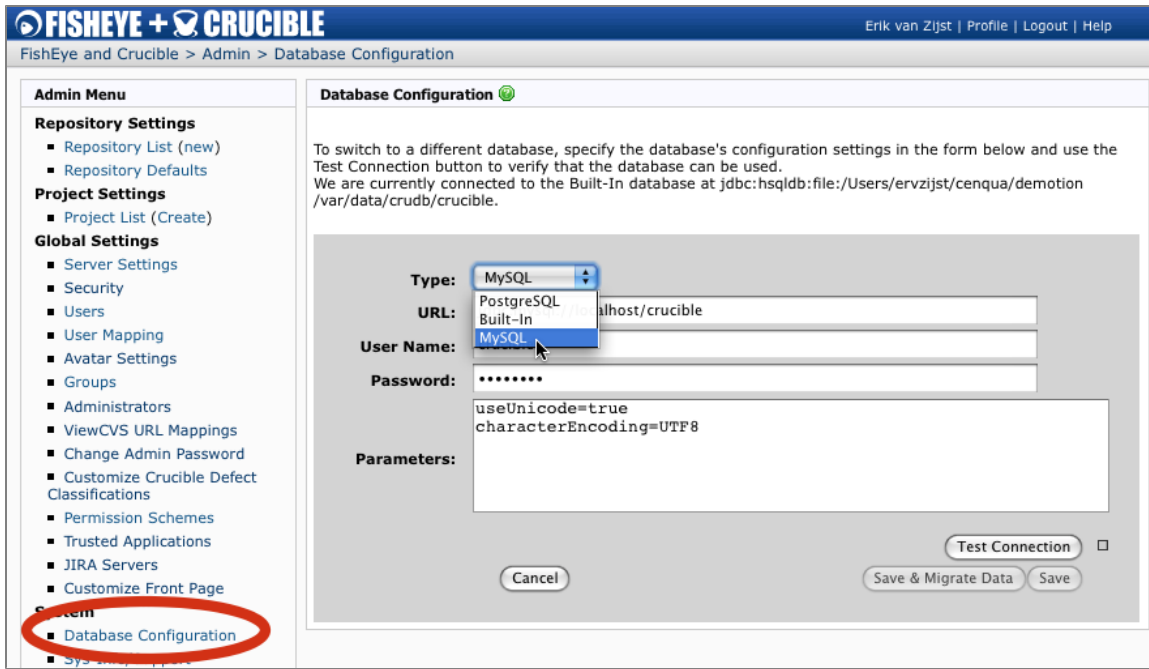 FISHEYE + CRUCIBLE
Erik van Zijst | Profile | Logout | Help
FishEye and Crucible > Admin > Database Configuration
Admin Menu
Repository Settings
Repository List (new)
Repository Defaults
Project Settings
Project List (Create)
Global Settings
Server Settings
Security
Users
User Mapping
Avatar Settings
Groups
Administrators
ViewCVS URL Mappings
Change Admin Password
Customize Crucible Defect
Classifications
Permission Schemes
Trusted Applications
JIRA Servers
Customize Front Page
System
Database Configuration
Database Configuration
To switch to a different database, specify the database's configuration settings in the form below and use the
Test Connection button to verify that the database can be used.
We are currently connected to the Built-In database at jdbc:hsqldb:file:/Users/ervzijst/cenqua/demotion
/var/data/crudb/crucible.
Type: MySQL
PostgreSQL
Built-In
MySQL
URL: alhost/crucible
User Name:
Password: ••••••••
Parameters:
useUnicode=true
characterEncoding=UTF8
Test Connection
Cancel
Save & Migrate Data
Save